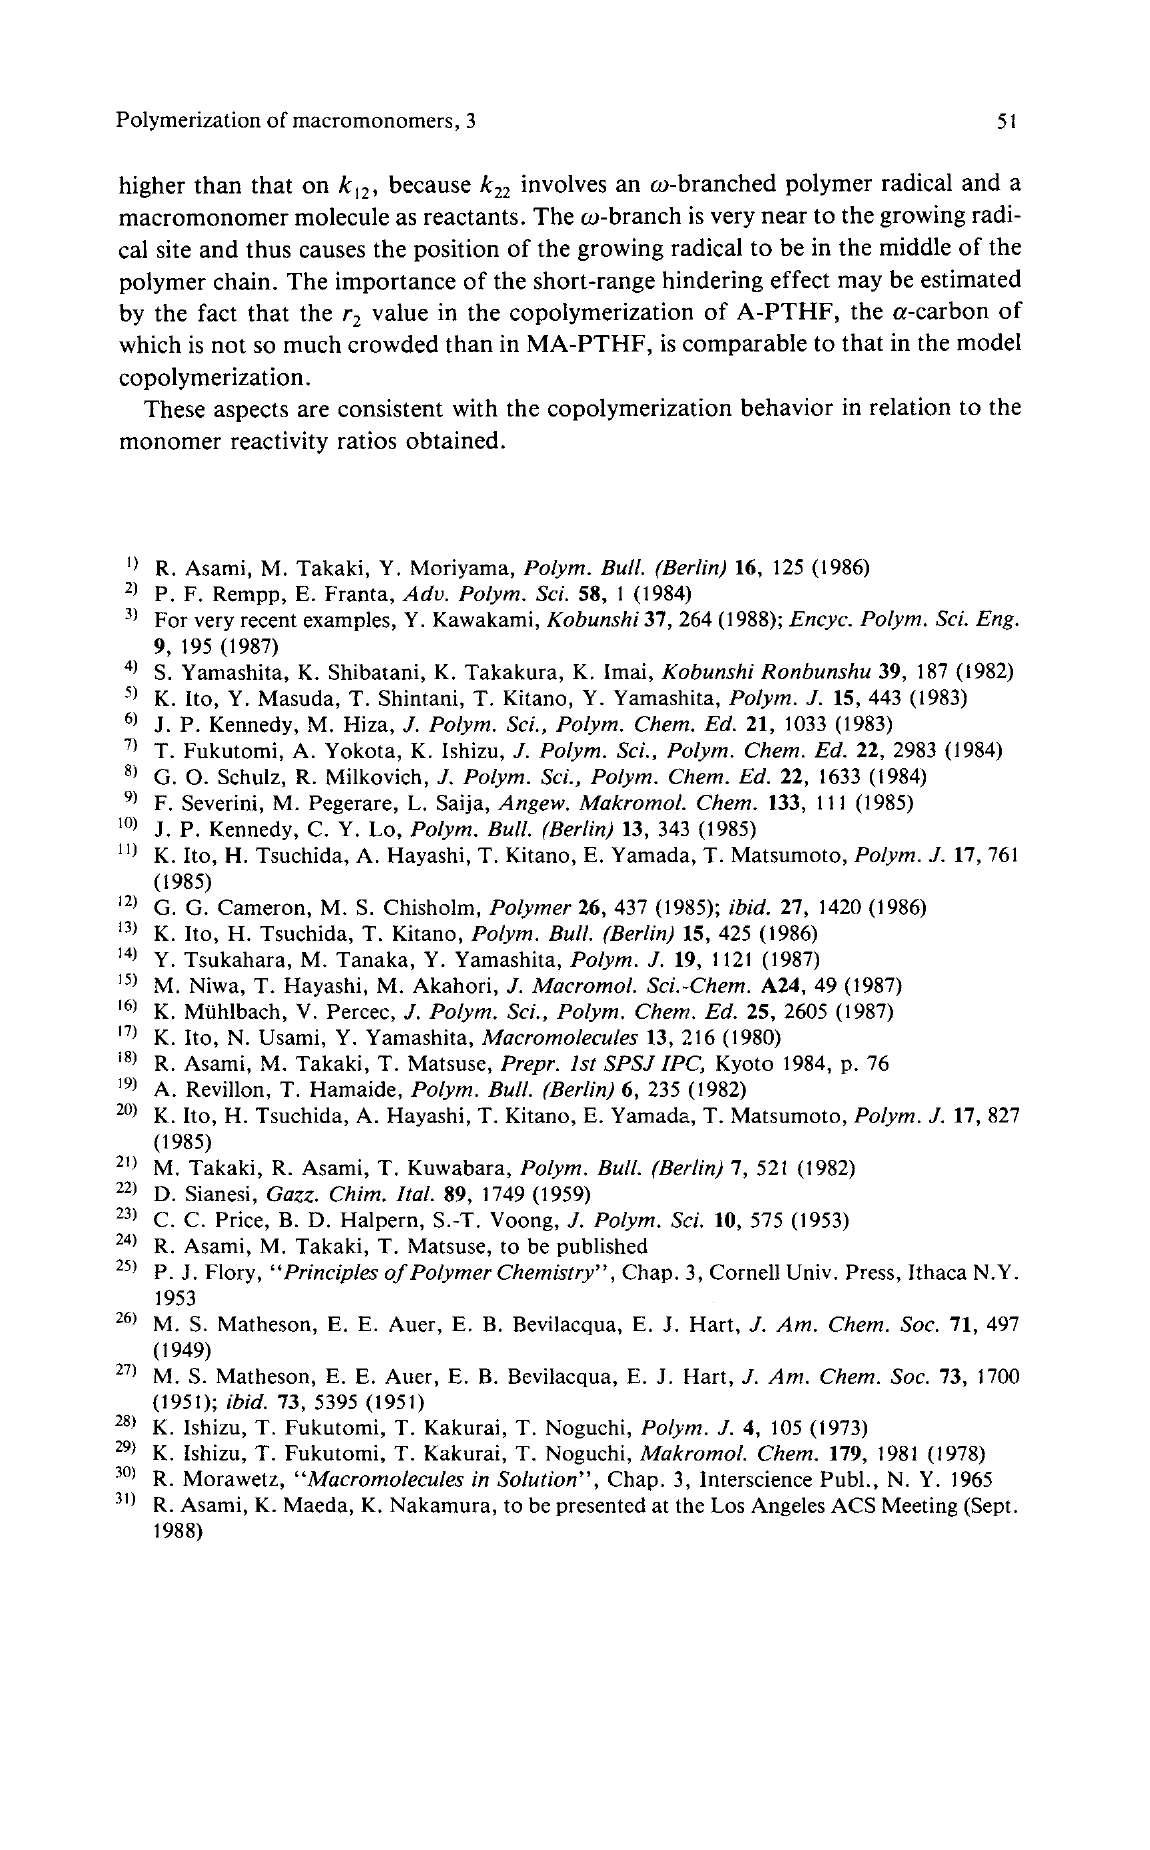 Polymerization of macromonomers, 3 51
higher than that on k12, because k22 involves an ω-branched polymer radical and a
macromonomer molecule as reactants. The ω-branch is very near to the growing radi-
cal site and thus causes the position of the growing radical to be in the middle of the
polymer chain. The importance of the short-range hindering effect may be estimated
by the fact that the r2 value in the copolymerization of A-PTHF, the α-carbon of
which is not so much crowded than in MA-PTHF, is comparable to that in the model
copolymerization.
These aspects are consistent with the copolymerization behavior in relation to the
monomer reactivity ratios obtained.
1) R. Asami, M. Takaki, Y. Moriyama, Polym. Bull. (Berlin) 16, 125 (1986)
2) P. F. Rempp, E. Franta, Adv. Polym. Sci. 58, 1 (1984)
3) For very recent examples, Y. Kawakami, Kobunshi 37, 264 (1988); Encyc. Polym. Sci. Eng.
9, 195 (1987)
4) S. Yamashita, K. Shibatani, K. Takakura, K. Imai, Kobunshi Ronbunshu 39, 187 (1982)
5) K. Ito, Y. Masuda, T. Shintani, T. Kitano, Y. Yamashita, Polym. J. 15, 443 (1983)
6) J. P. Kennedy, M. Hiza, J. Polym. Sci., Polym. Chem. Ed. 21, 1033 (1983)
7) T. Fukutomi, A. Yokota, K. Ishizu, J. Polym. Sci., Polym. Chem. Ed. 22, 2983 (1984)
8) G. O. Schulz, R. Milkovich, J. Polym. Sci., Polym. Chem. Ed. 22, 1633 (1984)
9) F. Severini, M. Pegerare, L. Saija, Angew. Makromol. Chem. 133, 111 (1985)
10) J. P. Kennedy, C. Y. Lo, Polym. Bull. (Berlin) 13, 343 (1985)
11) K. Ito, H. Tsuchida, A. Hayashi, T. Kitano, E. Yamada, T. Matsumoto, Polym. J. 17, 761
(1985)
12) G. G. Cameron, M. S. Chisholm, Polymer 26, 437 (1985); ibid. 27, 1420 (1986)
13) K. Ito, H. Tsuchida, T. Kitano, Polym. Bull. (Berlin) 15, 425 (1986)
14) Y. Tsukahara, M. Tanaka, Y. Yamashita, Polym. J. 19, 1121 (1987)
15) M. Niwa, T. Hayashi, M. Akahori, J. Macromol. Sci.-Chem. A24, 49 (1987)
16) K. Mühlbach, V. Percec, J. Polym. Sci., Polym. Chem. Ed. 25, 2605 (1987)
17) K. Ito, N. Usami, Y. Yamashita, Macromolecules 13, 216 (1980)
18) R. Asami, M. Takaki, T. Matsuse, Prepr. 1st SPSJ IPC, Kyoto 1984, p. 76
19) A. Revillon, T. Hamaide, Polym. Bull. (Berlin) 6, 235 (1982)
20) K. Ito, H. Tsuchida, A. Hayashi, T. Kitano, E. Yamada, T. Matsumoto, Polym. J. 17, 827
(1985)
21) M. Takaki, R. Asami, T. Kuwabara, Polym. Bull. (Berlin) 7, 521 (1982)
22) D. Sianesi, Gazz. Chim. Ital. 89, 1749 (1959)
23) C. C. Price, B. D. Halpern, S.-T. Voong, J. Polym. Sci. 10, 575 (1953)
24) R. Asami, M. Takaki, T. Matsuse, to be published
25) P. J. Flory, “Principles of Polymer Chemistry”, Chap. 3, Cornell Univ. Press, Ithaca N.Y.
1953
26) M. S. Matheson, E. E. Auer, E. B. Bevilacqua, E. J. Hart, J. Am. Chem. Soc. 71, 497
(1949)
27) M. S. Matheson, E. E. Auer, E. B. Bevilacqua, E. J. Hart, J. Am. Chem. Soc. 73, 1700
(1951); ibid. 73, 5395 (1951)
28) K. Ishizu, T. Fukutomi, T. Kakurai, T. Noguchi, Polym. J. 4, 105 (1973)
29) K. Ishizu, T. Fukutomi, T. Kakurai, T. Noguchi, Makromol. Chem. 179, 1981 (1978)
30) R. Morawetz, “Macromolecules in Solution”, Chap. 3, Interscience Publ., N. Y. 1965
31) R. Asami, K. Maeda, K. Nakamura, to be presented at the Los Angeles ACS Meeting (Sept.
1988)